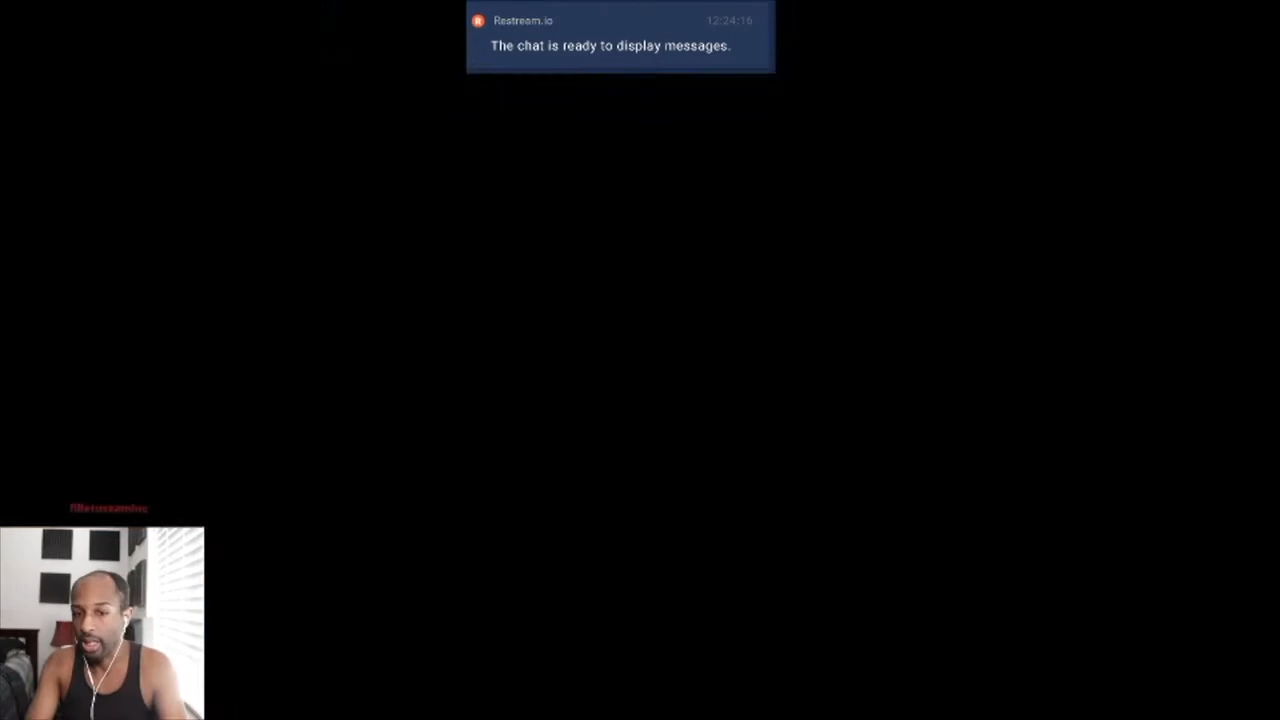 Restream.io 12:24:16
The chat is ready to display messages.